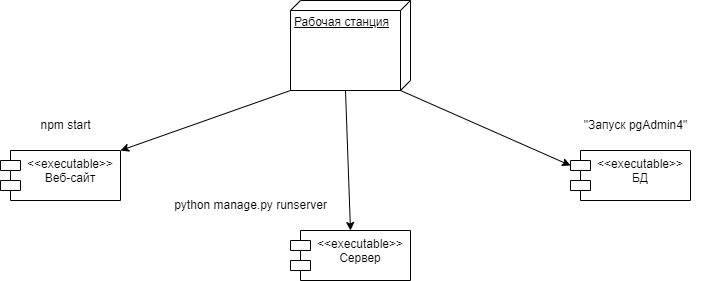 Рабочая станция
npm start
"Запуск pgAdmin4"
<<executable>>
Веб-сайт
<<executable>>
БД
python manage.py runserver
<<executable>>
Сервер